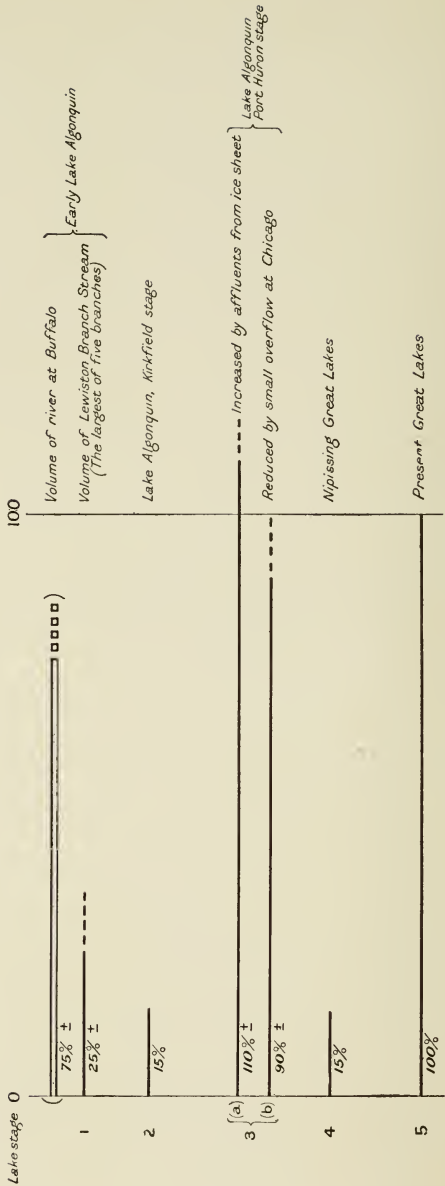 Lake stage 0 100
( ) Volume of river at Buffalo
75% ±
1 Volume of Lewiston Branch Stream
(The largest of five branches)
25% ±
} Early Lake Algonquin
2 Lake Algonquin, Kirkfield stage
15%
3 { (a) Increased by affluents from ice sheet
110% ±
(b) Reduced by small overflow at Chicago
90% ±
} Lake Algonquin
Port Huron stage
4 Nipissing Great Lakes
15%
5 Present Great Lakes
100%